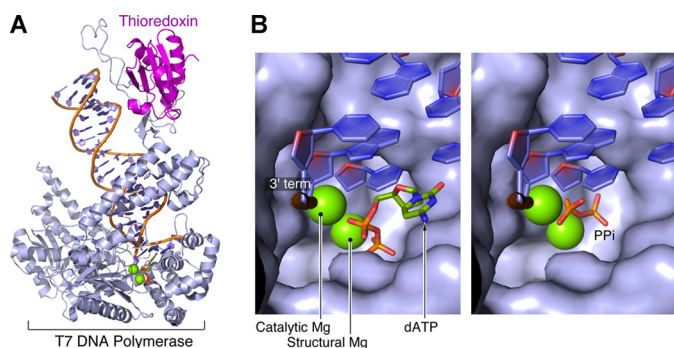 A
Thioredoxin
T7 DNA Polymerase
B
3' term
Catalytic Mg
Structural Mg
dATP
PPi